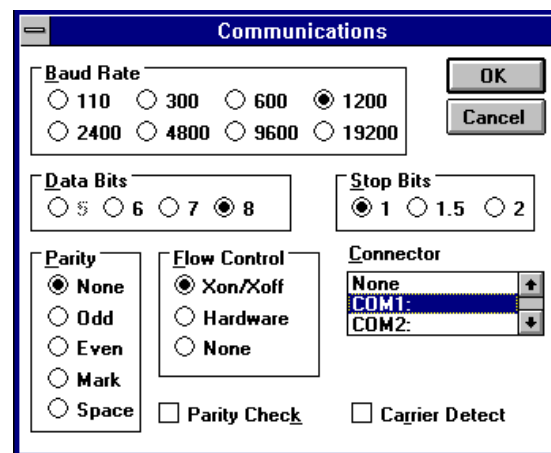 Communications
Baud Rate
110 300 600 1200
2400 4800 9600 19200
OK
Cancel
Data Bits
5 6 7 8
Stop Bits
1 1.5 2
Parity
None
Odd
Even
Mark
Space
Flow Control
Xon/Xoff
Hardware
None
Connector
None
COM1:
COM2:
Parity Check
Carrier Detect